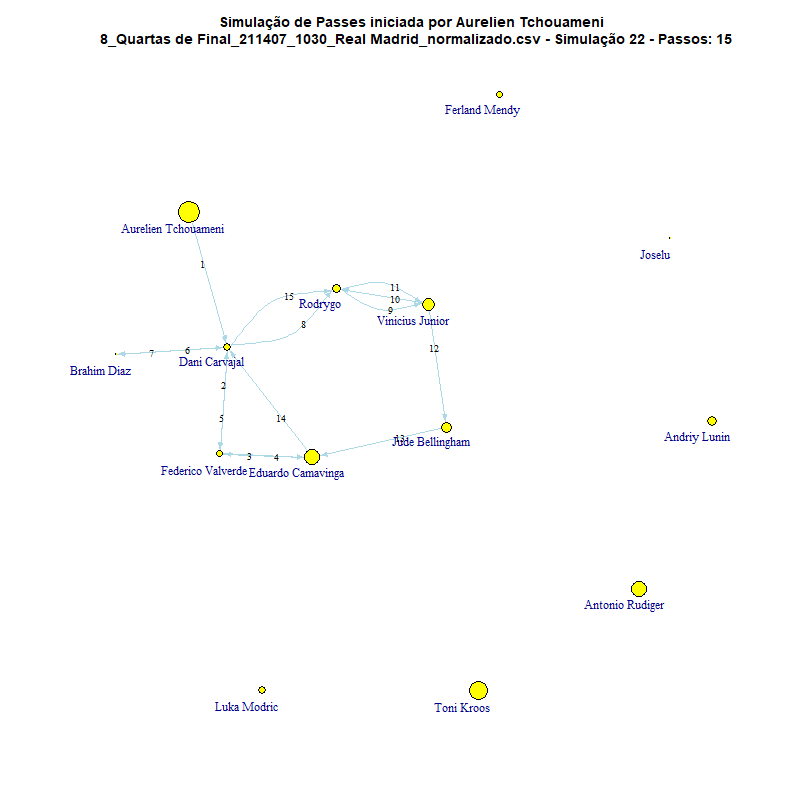 Simulação de Passes iniciada por Aurelien Tchouameni
8_Quartas de Final_211407_1030_Real Madrid_normalizado.csv - Simulação 22 - Passos: 15
Ferland Mendy
Aurelien Tchouameni
Joselu
1
11
15
10
Rodrygo
9
Vinicius Junior
8
12
7
6
Dani Carvajal
Brahim Diaz
2
5
14
Andriy Lunin
13
Jude Bellingham
3
4
Federico Valverde
Eduardo Camavinga
Antonio Rudiger
Luka Modric
Toni Kroos